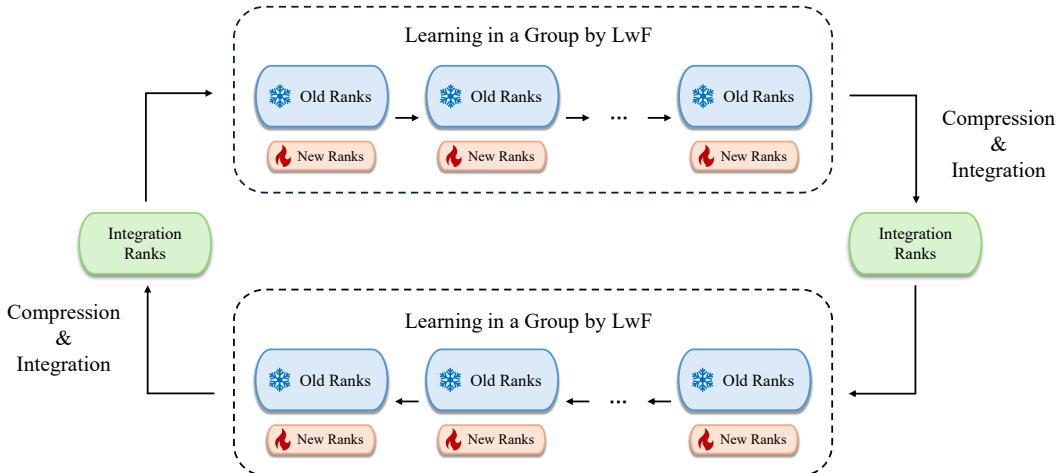 Learning in a Group by LwF
Old Ranks
Old Ranks
...
Old Ranks
New Ranks
New Ranks
New Ranks
Compression
&
Integration
Integration
Ranks
Integration
Ranks
Compression
&
Integration
Learning in a Group by LwF
Old Ranks
Old Ranks
...
Old Ranks
New Ranks
New Ranks
New Ranks